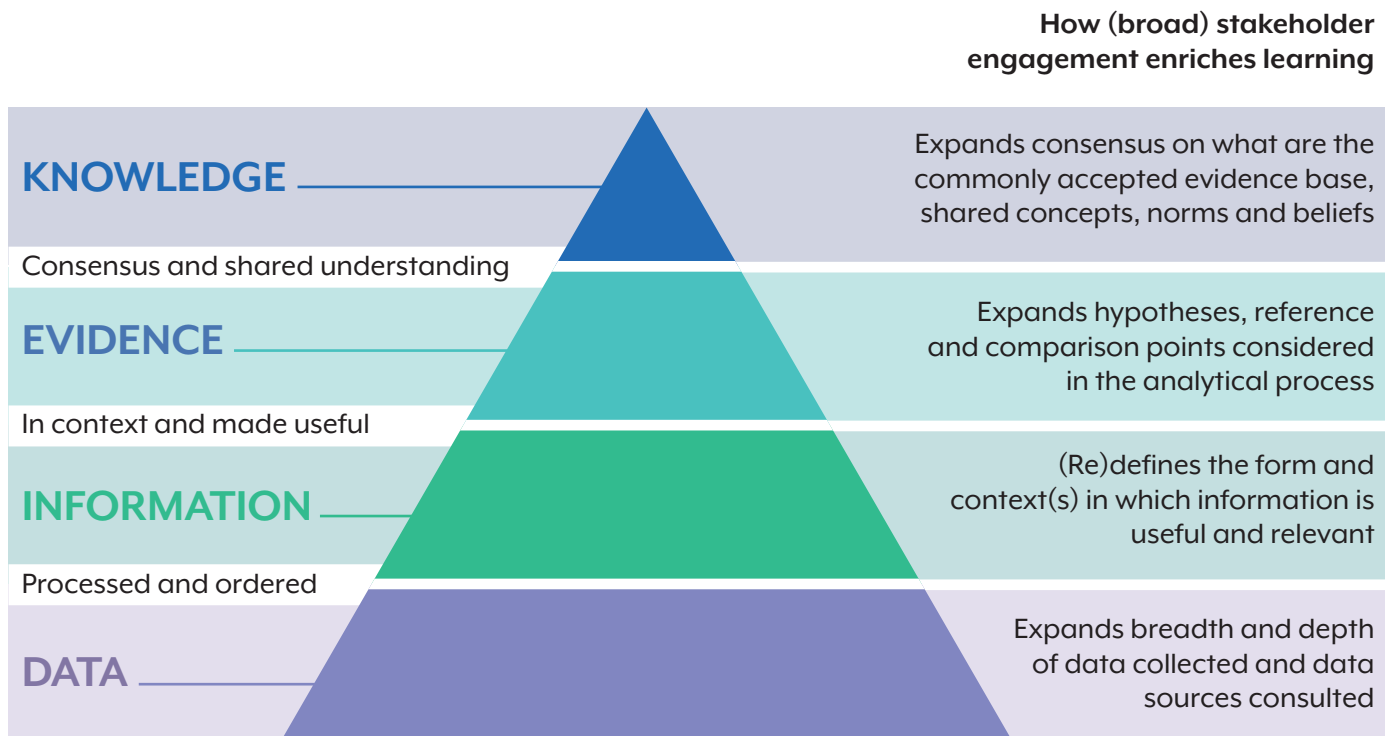 How (broad) stakeholder
engagement enriches learning
KNOWLEDGE
Expands consensus on what are the
commonly accepted evidence base,
shared concepts, norms and beliefs
Consensus and shared understanding
EVIDENCE
Expands hypotheses, reference
and comparison points considered
in the analytical process
In context and made useful
INFORMATION
(Re)defines the form and
context(s) in which information is
useful and relevant
Processed and ordered
DATA
Expands breadth and depth
of data collected and data
sources consulted